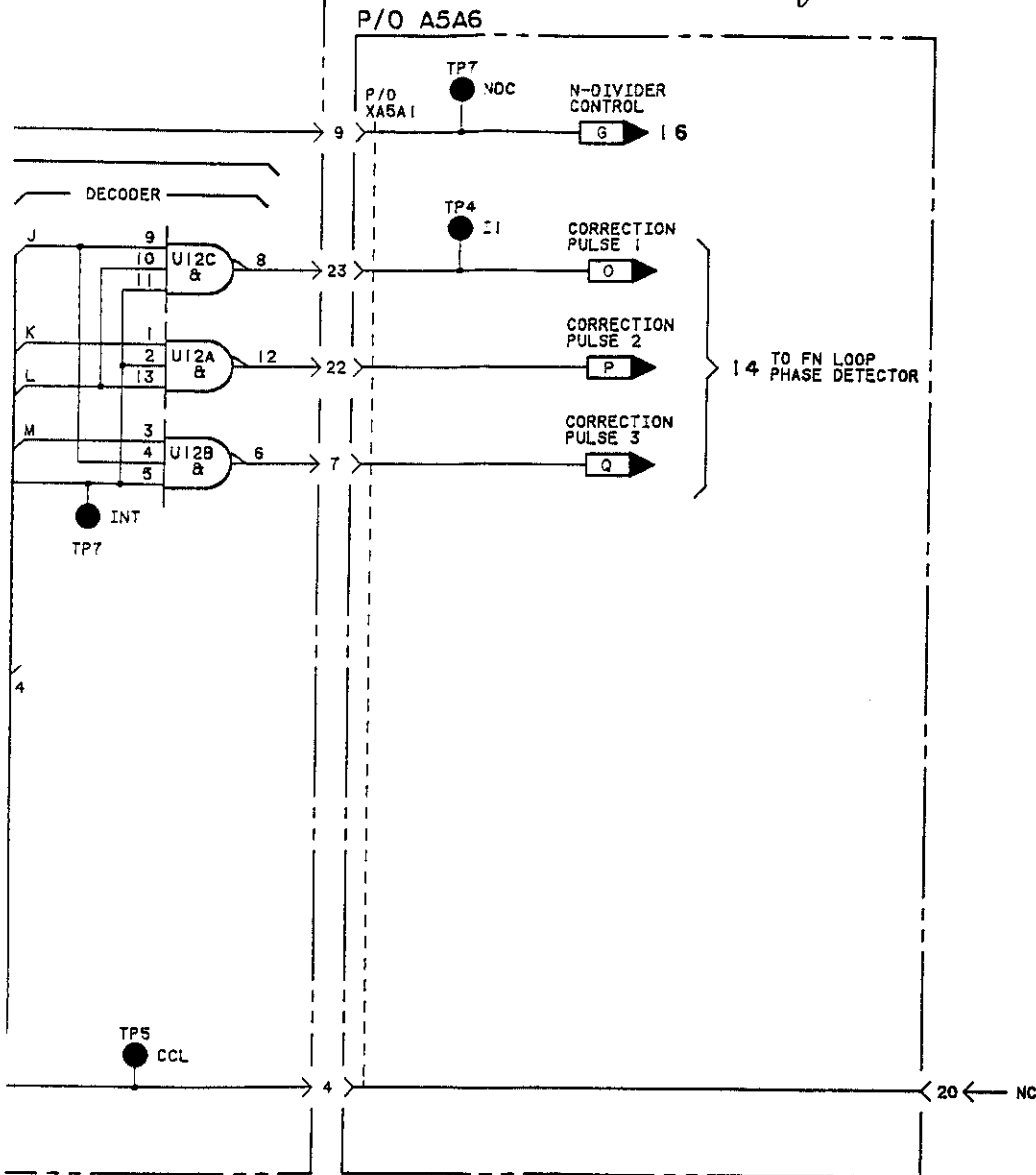 P/O A5A6
TP7
NDC
P/O
XA5A1
N-DIVIDER
CONTROL
9
G
16
DECODER
TP4
I1
CORRECTION
PULSE 1
J
9
10
11
U12C
&
8
23
O
CORRECTION
PULSE 2
K
1
2
13
U12A
&
12
22
P
L
14 TO FN LOOP
PHASE DETECTOR
CORRECTION
PULSE 3
M
3
4
5
U12B
&
6
7
Q
INT
TP7
4
TP5
CCL
4
20
NC